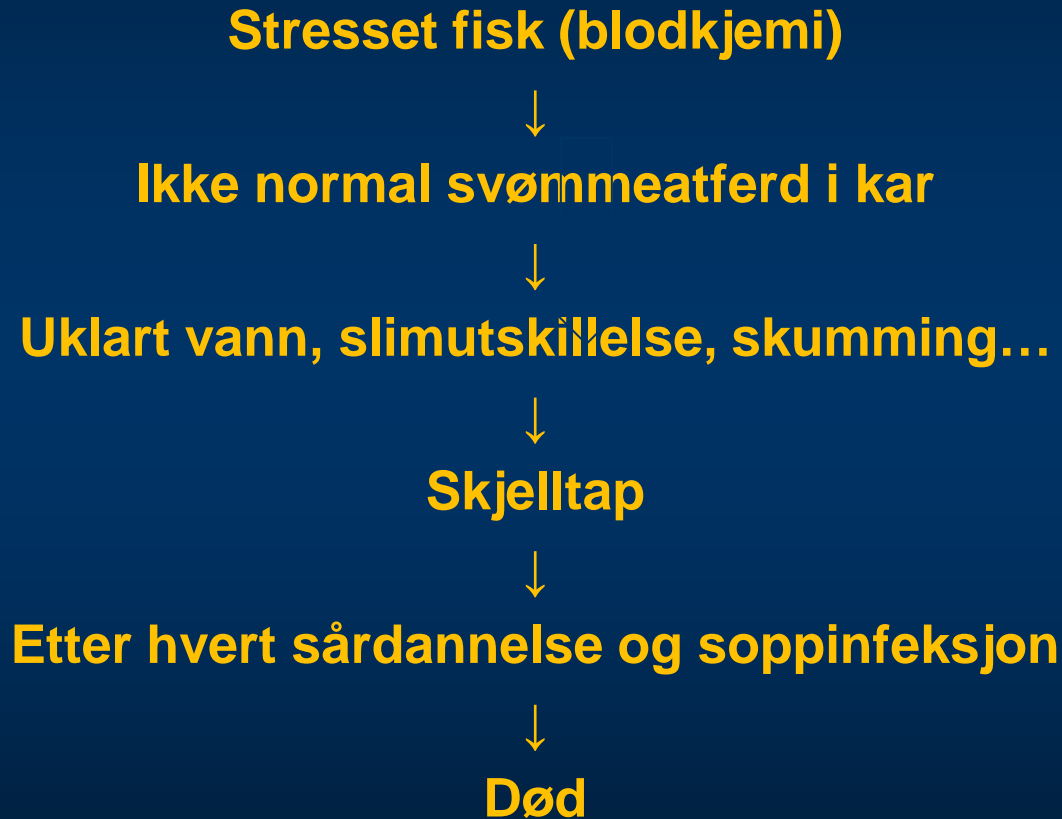 Stresset fisk (blodkjemi)
↓
Ikke normal svømmeatferd i kar
↓
Uklart vann, slimutskillelse, skumming…
↓
Skjelltap
↓
Etter hvert sårdannelse og soppinfeksjon
↓
Død